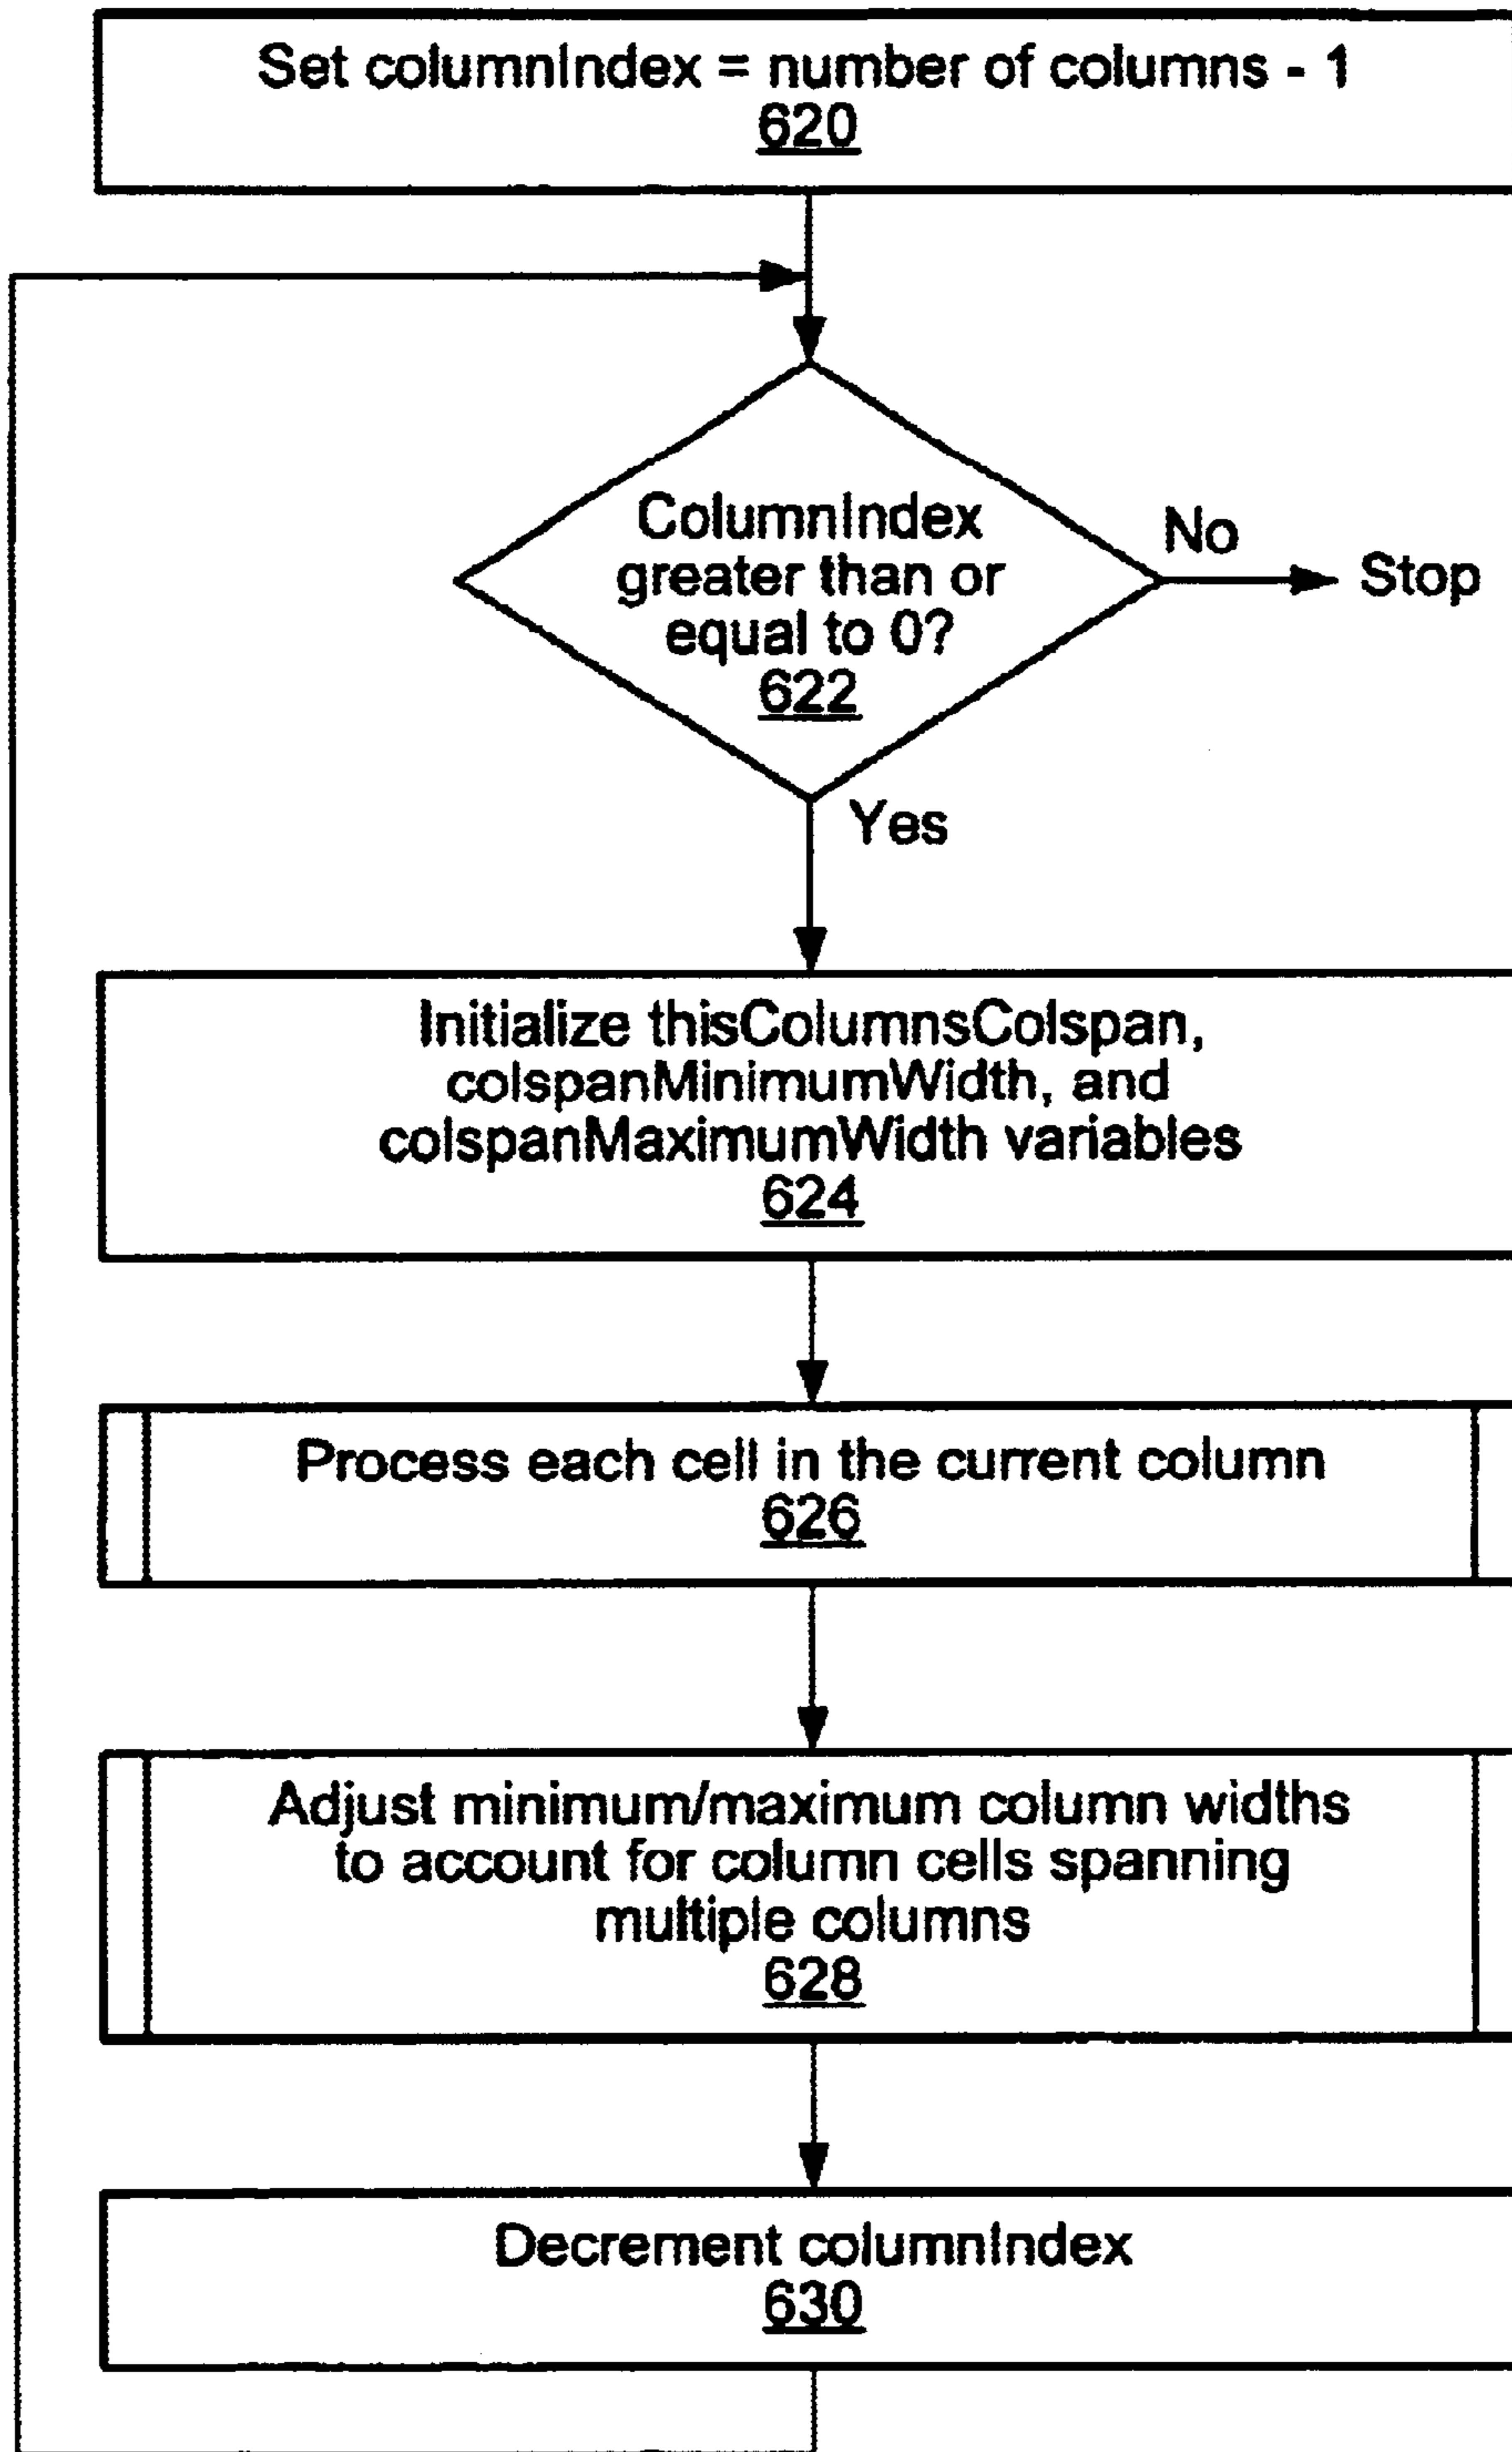 Set columnIndex = number of columns - 1
620
ColumnIndex
greater than or
equal to 0?
622
No
Stop
Yes
Initialize thisColumnsColspan,
colspanMinimumWidth, and
colspanMaximumWidth variables
624
Process each cell in the current column
626
Adjust minimum/maximum column widths
to account for column cells spanning
multiple columns
628
Decrement columnIndex
630